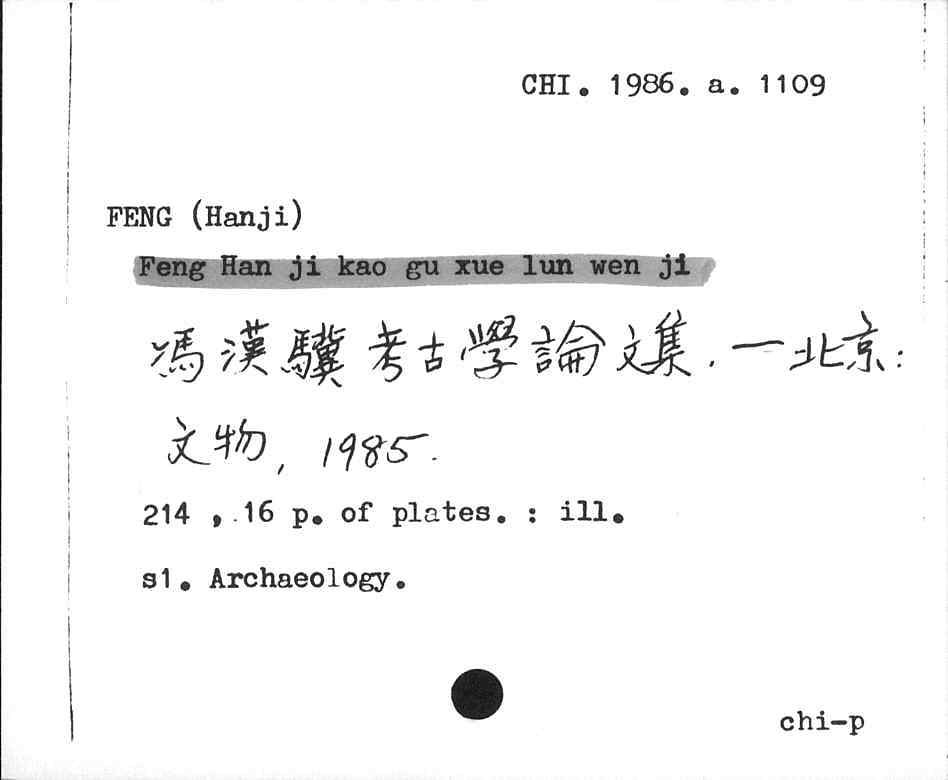 CHI. 1986. a. 1109
FENG (Hanji)
Feng Han ji kao gu xue lun wen ji
馮漢驥考古學論文集. — 北京:
文物, 1985.
214 , 16 p. of plates. : ill.
s1. Archaeology.
chi-p